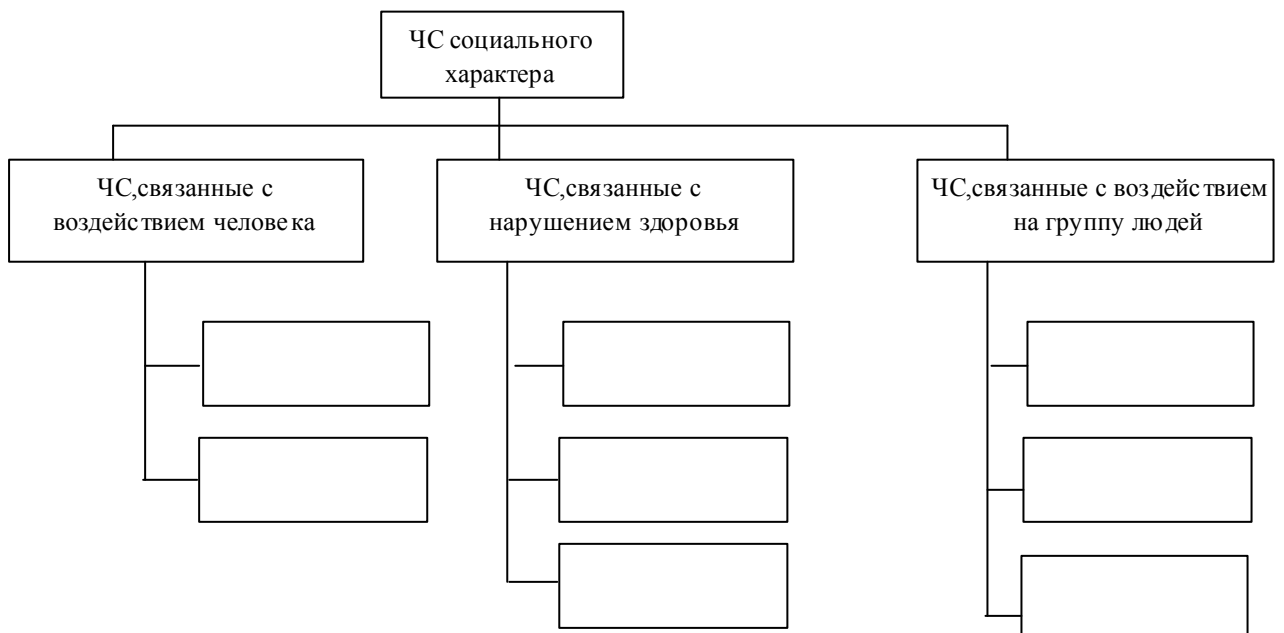 ЧС социального
характера
ЧС,связанные с
воздействием человека
ЧС,связанные с
нарушением здоровья
ЧС,связанные с воздействием
на группу людей